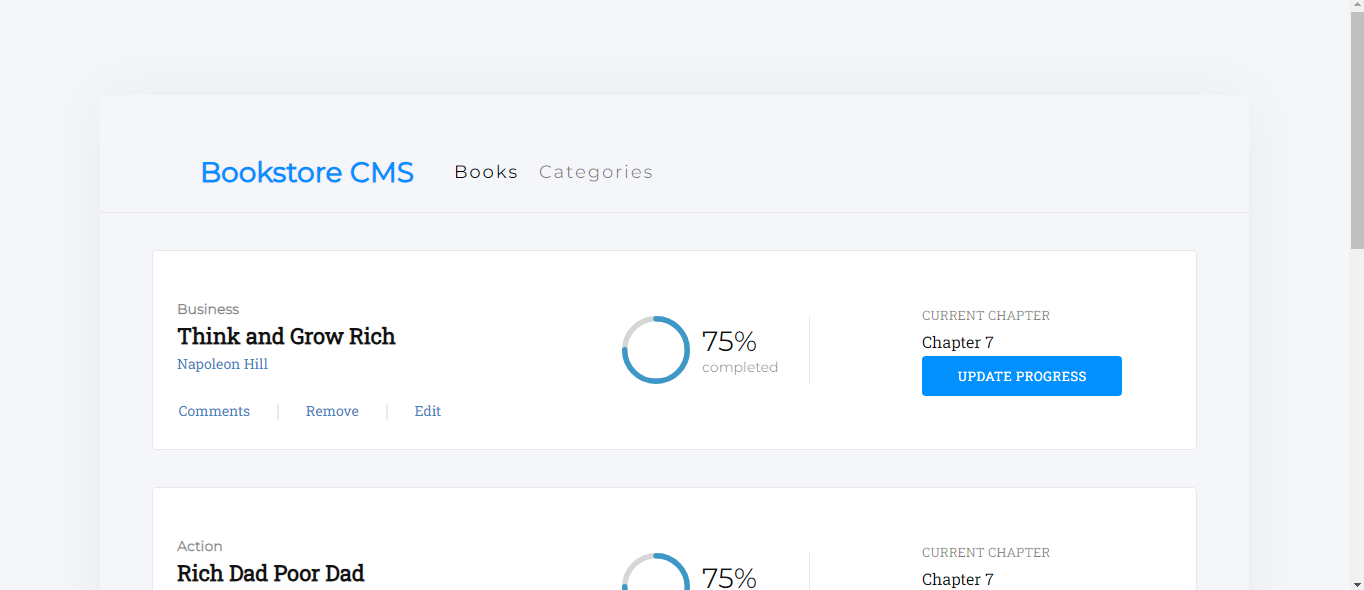 Bookstore CMS Books Categories
Business
Think and Grow Rich
Napoleon Hill
Comments | Remove | Edit
75%
completed
CURRENT CHAPTER
Chapter 7
UPDATE PROGRESS
Action
Rich Dad Poor Dad
75%
CURRENT CHAPTER
Chapter 7